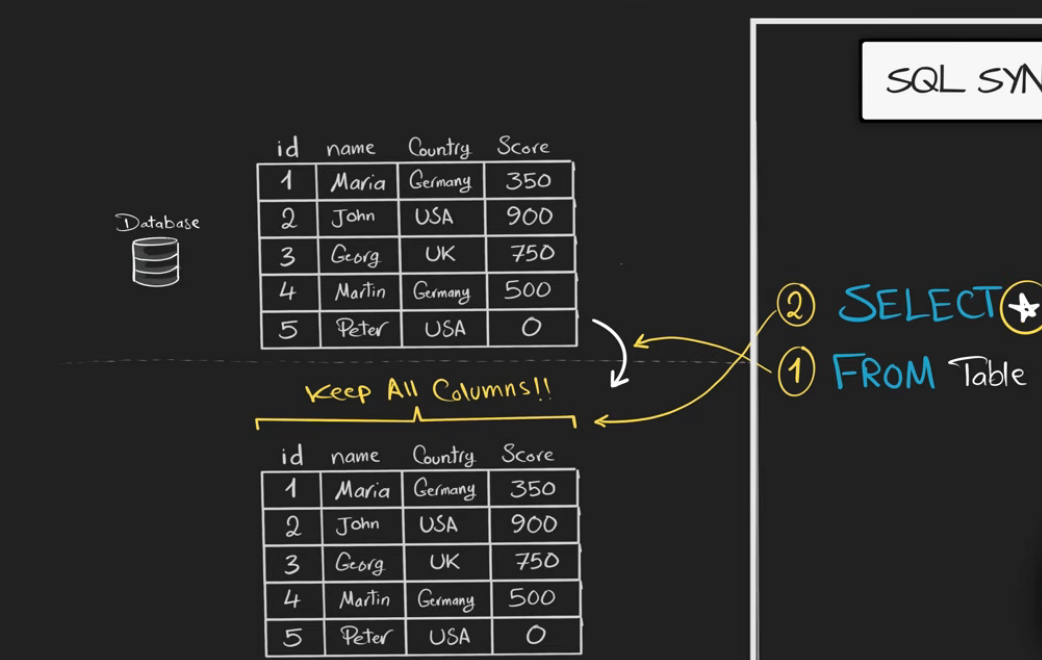 SQL SYN
Database
id name Country Score
1 Maria Germany 350
2 John USA 900
3 Georg UK 750
4 Martin Germany 500
5 Peter USA 0
Keep All Columns!!
id name Country Score
1 Maria Germany 350
2 John USA 900
3 Georg UK 750
4 Martin Germany 500
5 Peter USA 0
2 SELECT *
1 FROM Table